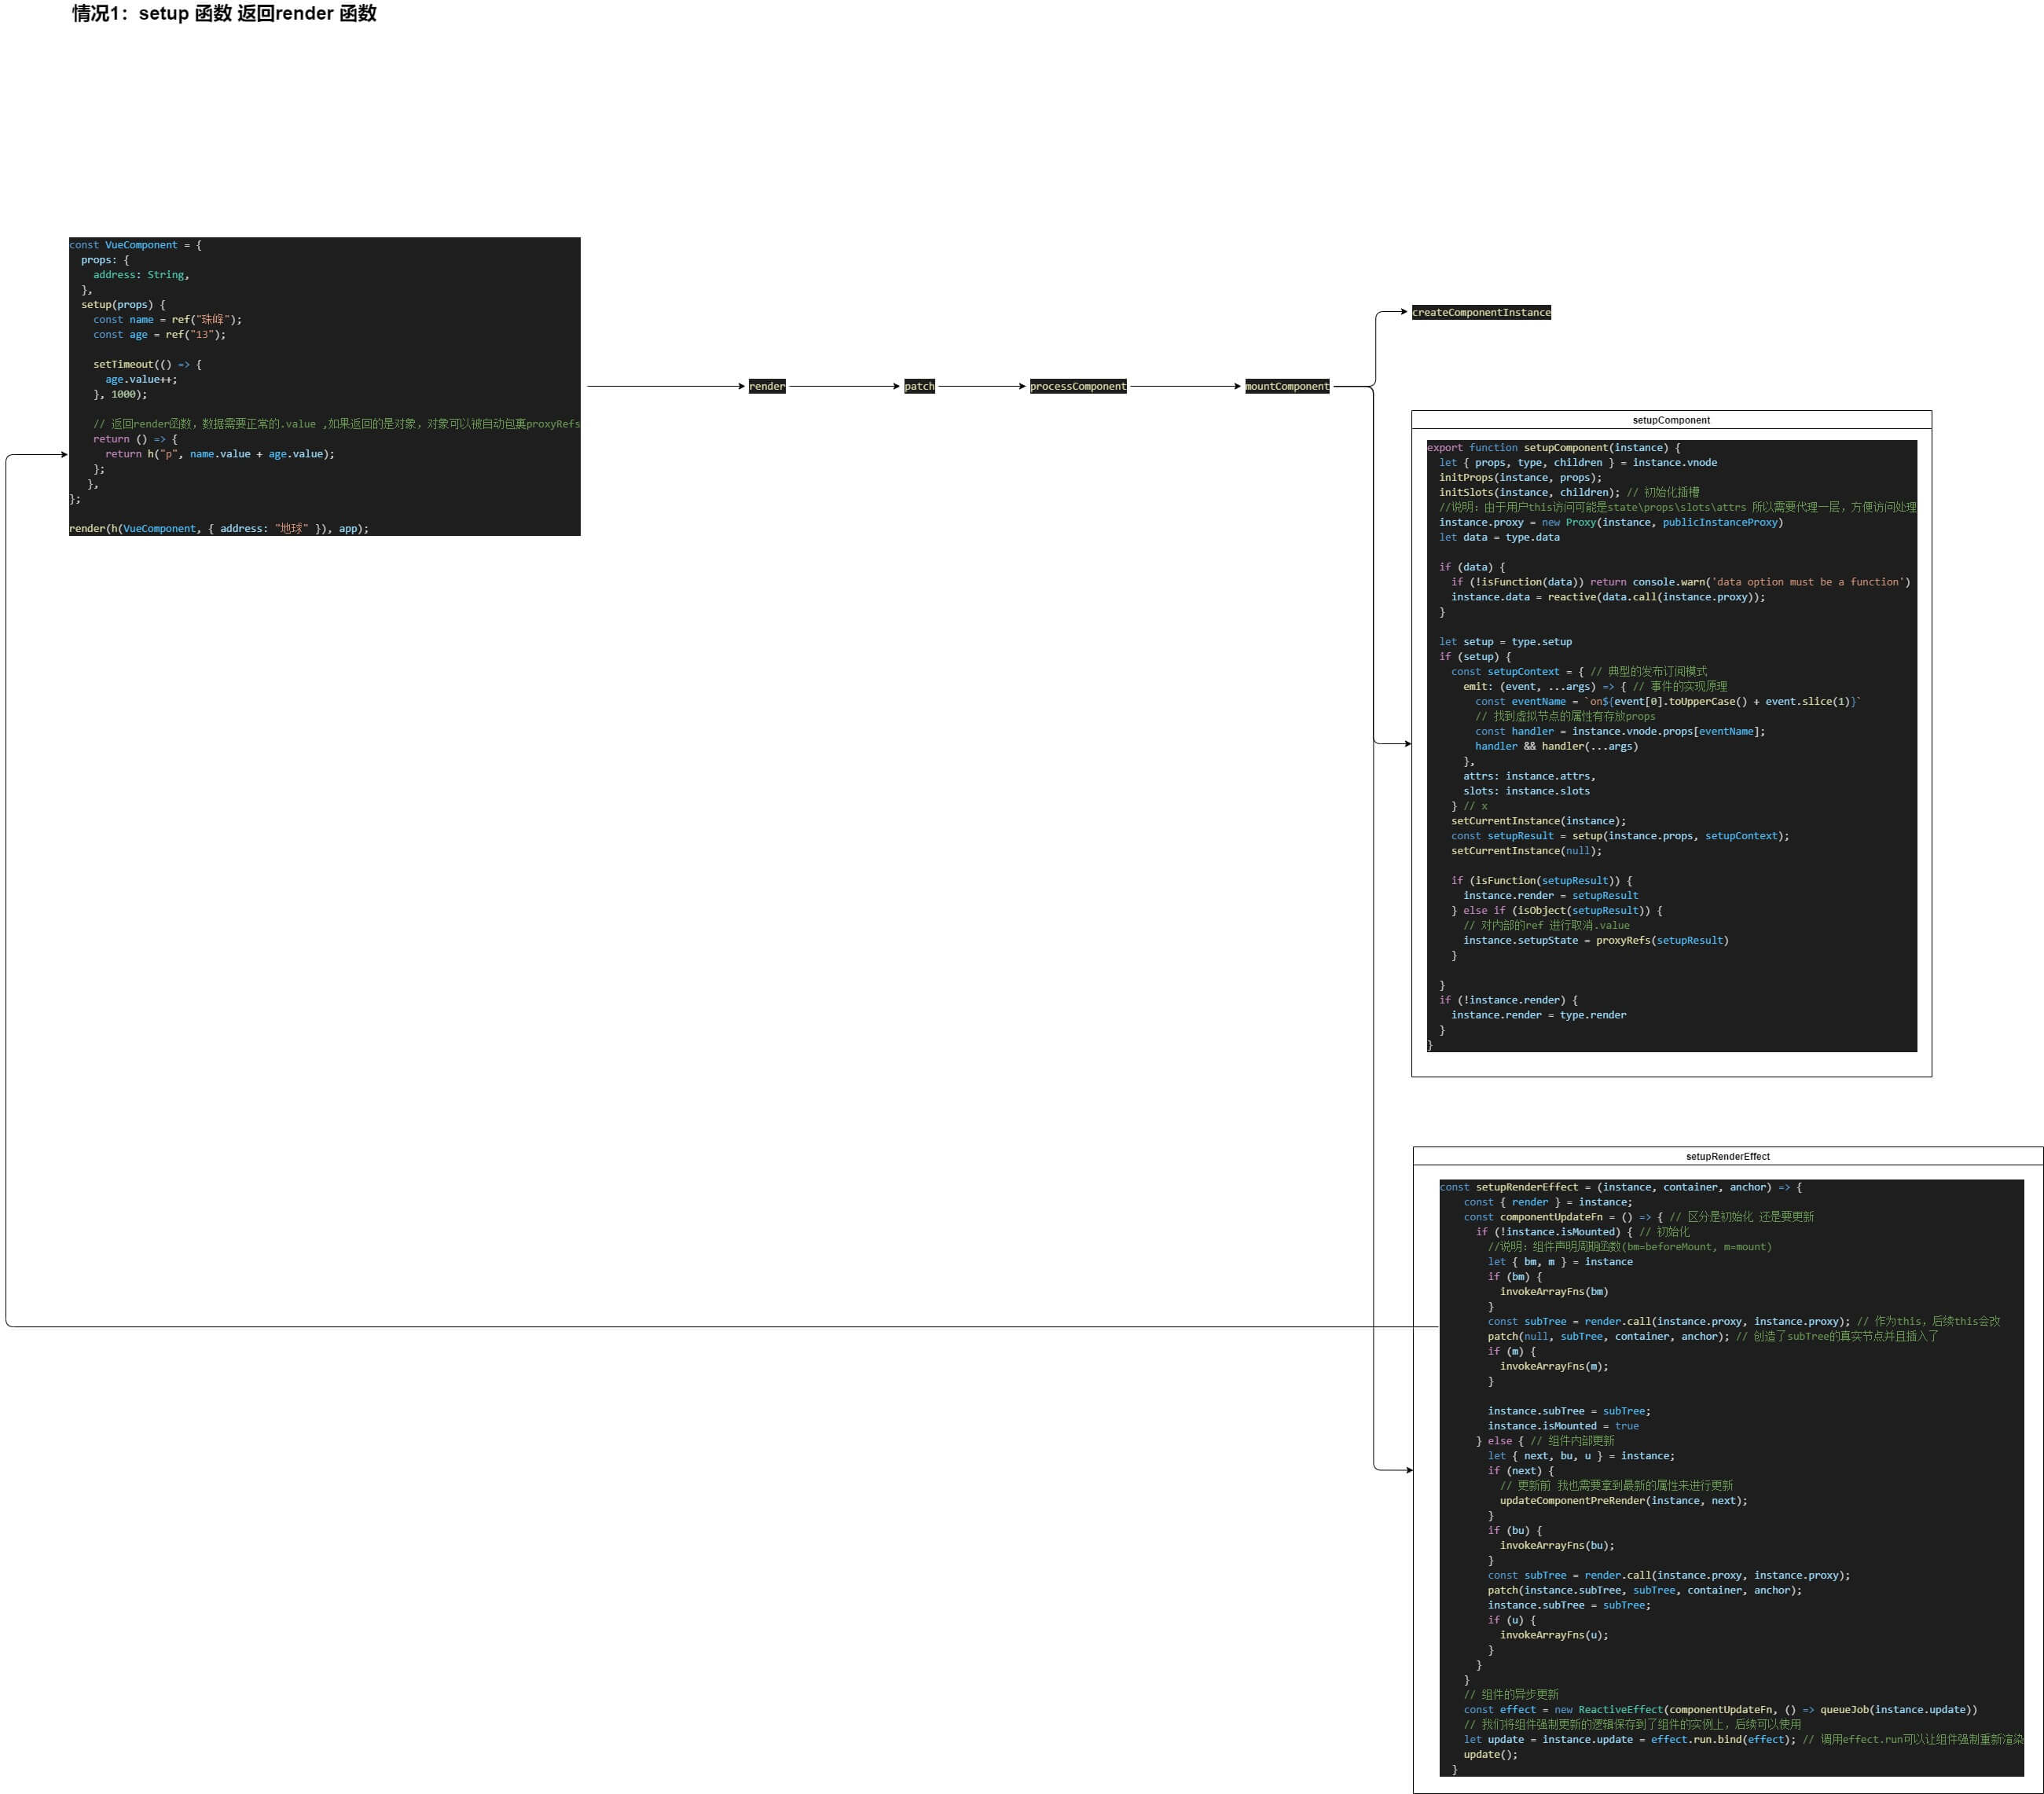 情况1：setup 函数 返回render 函数
const VueComponent = {
  props: {
    address: String,
  },
  setup(props) {
    const name = ref("珠峰");
    const age = ref("13");

    setTimeout(() => {
      age.value++;
    }, 1000);

    // 返回render函数，数据需要正常的.value ,如果返回的是对象，对象可以被自动包裹proxyRefs
    return () => {
      return h("p", name.value + age.value);
    };
   },
};

render(h(VueComponent, { address: "地球" }), app);
render
patch
processComponent
mountComponent
createComponentInstance
setupComponent
export function setupComponent(instance) {
  let { props, type, children } = instance.vnode
  initProps(instance, props);
  initSlots(instance, children); // 初始化插槽
  //说明：由于用户this访问可能是state\props\slots\attrs 所以需要代理一层，方便访问处理
  instance.proxy = new Proxy(instance, publicInstanceProxy)
  let data = type.data

  if (data) {
    if (!isFunction(data)) return console.warn('data option must be a function')
    instance.data = reactive(data.call(instance.proxy));
  }

  let setup = type.setup
  if (setup) {
    const setupContext = { // 典型的发布订阅模式
      emit: (event, ...args) => { // 事件的实现原理
        const eventName = `on${event[0].toUpperCase() + event.slice(1)}`
        // 找到虚拟节点的属性有存放props
        const handler = instance.vnode.props[eventName];
        handler && handler(...args)
      },
      attrs: instance.attrs,
      slots: instance.slots
    } // x
    setCurrentInstance(instance);
    const setupResult = setup(instance.props, setupContext);
    setCurrentInstance(null);

    if (isFunction(setupResult)) {
      instance.render = setupResult
    } else if (isObject(setupResult)) {
      // 对内部的ref 进行取消.value
      instance.setupState = proxyRefs(setupResult)
    }

  }
  if (!instance.render) {
    instance.render = type.render
  }
}
setupRenderEffect
const setupRenderEffect = (instance, container, anchor) => {
    const { render } = instance;
    const componentUpdateFn = () => { // 区分是初始化 还是要更新
      if (!instance.isMounted) { // 初始化
        //说明：组件声明周期函数(bm=beforeMount, m=mount)
        let { bm, m } = instance
        if (bm) {
          invokeArrayFns(bm)
        }
        const subTree = render.call(instance.proxy, instance.proxy); // 作为this，后续this会改
        patch(null, subTree, container, anchor); // 创造了subTree的真实节点并且插入了
        if (m) {
          invokeArrayFns(m);
        }

        instance.subTree = subTree;
        instance.isMounted = true
      } else { // 组件内部更新
        let { next, bu, u } = instance;
        if (next) {
          // 更新前 我也需要拿到最新的属性来进行更新
          updateComponentPreRender(instance, next);
        }
        if (bu) {
          invokeArrayFns(bu);
        }
        const subTree = render.call(instance.proxy, instance.proxy);
        patch(instance.subTree, subTree, container, anchor);
        instance.subTree = subTree;
        if (u) {
          invokeArrayFns(u);
        }
      }
    }
    // 组件的异步更新
    const effect = new ReactiveEffect(componentUpdateFn, () => queueJob(instance.update))
    // 我们将组件强制更新的逻辑保存到了组件的实例上，后续可以使用
    let update = instance.update = effect.run.bind(effect); // 调用effect.run可以让组件强制重新渲染
    update();
  }